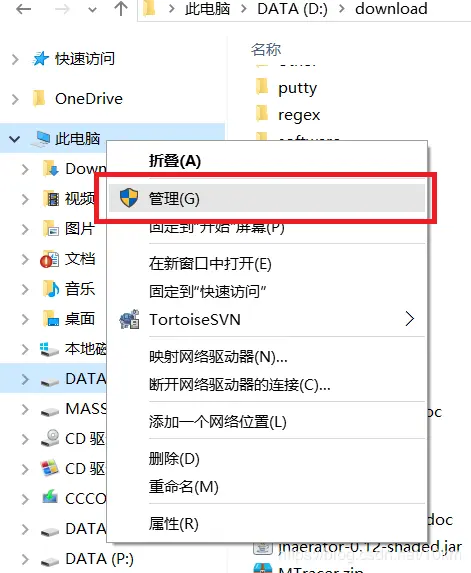 此电脑 > DATA (D:) > download
快速访问
OneDrive
此电脑
Down
视频
图片
文档
音乐
桌面
本地磁
DATA
MASS
CD 驱
CD 驱
CCCO
DATA
DATA (P:)
名称
putty
regex
software
折叠(A)
管理(G)
固定到"开始"屏幕(P)
在新窗口中打开(E)
固定到"快速访问"
TortoiseSVN
映射网络驱动器(N)...
断开网络驱动器的连接(C)...
添加一个网络位置(L)
删除(D)
重命名(M)
属性(R)
oc
doc
jnaerator-0.12-shaded.jar
MTracer.zip